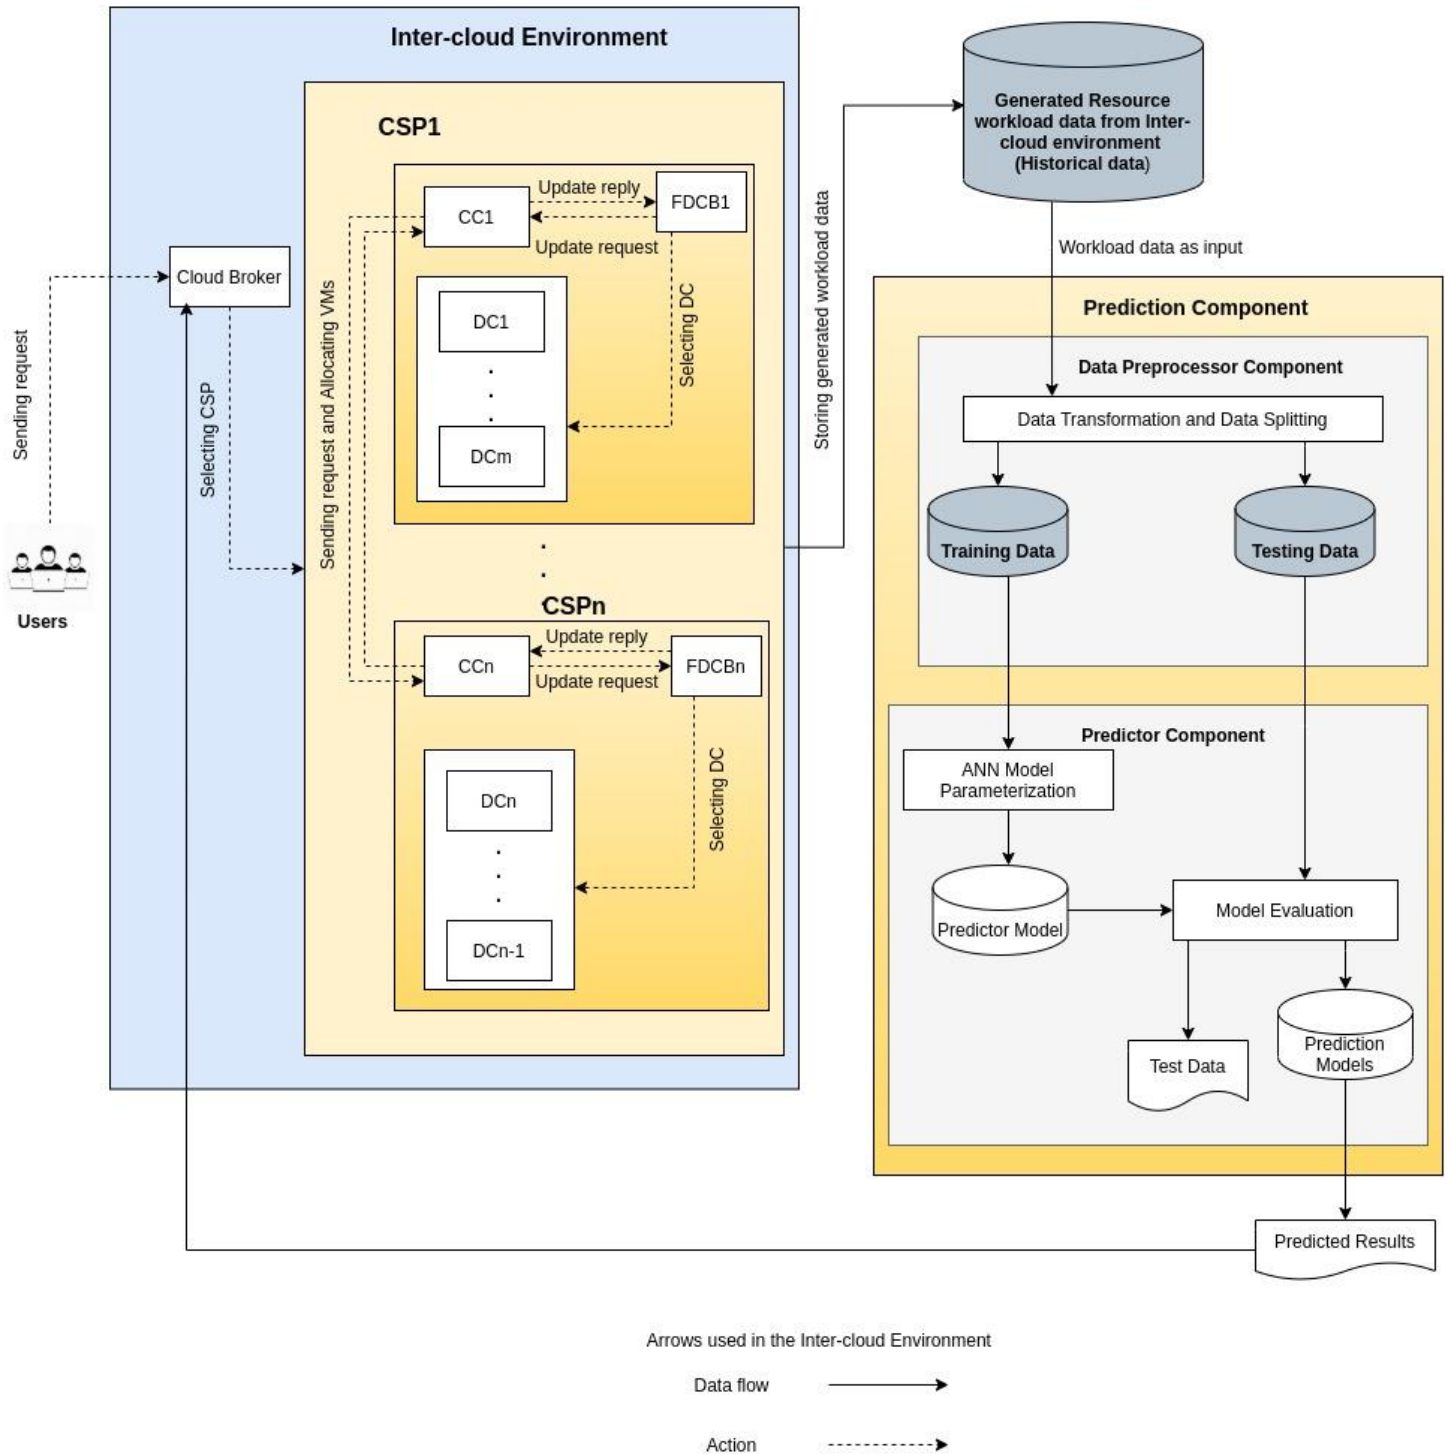 Inter-cloud Environment
CSP1
CC1
Update reply
FDCB1
Update request
Selecting DC
DC1
DCm
Sending request and Allocating VMs
Cloud Broker
Sending request
Selecting CSP
Users
CSPn
CCn
Update reply
FDCBn
Update request
Selecting DC
DCn
DCn-1
Storing generated workload data
Generated Resource
workload data from Inter-
cloud environment
(Historical data)
Workload data as input
Prediction Component
Data Preprocessor Component
Data Transformation and Data Splitting
Training Data
Testing Data
Predictor Component
ANN Model
Parameterization
Predictor Model
Model Evaluation
Test Data
Prediction
Models
Predicted Results
Arrows used in the Inter-cloud Environment
Data flow
Action